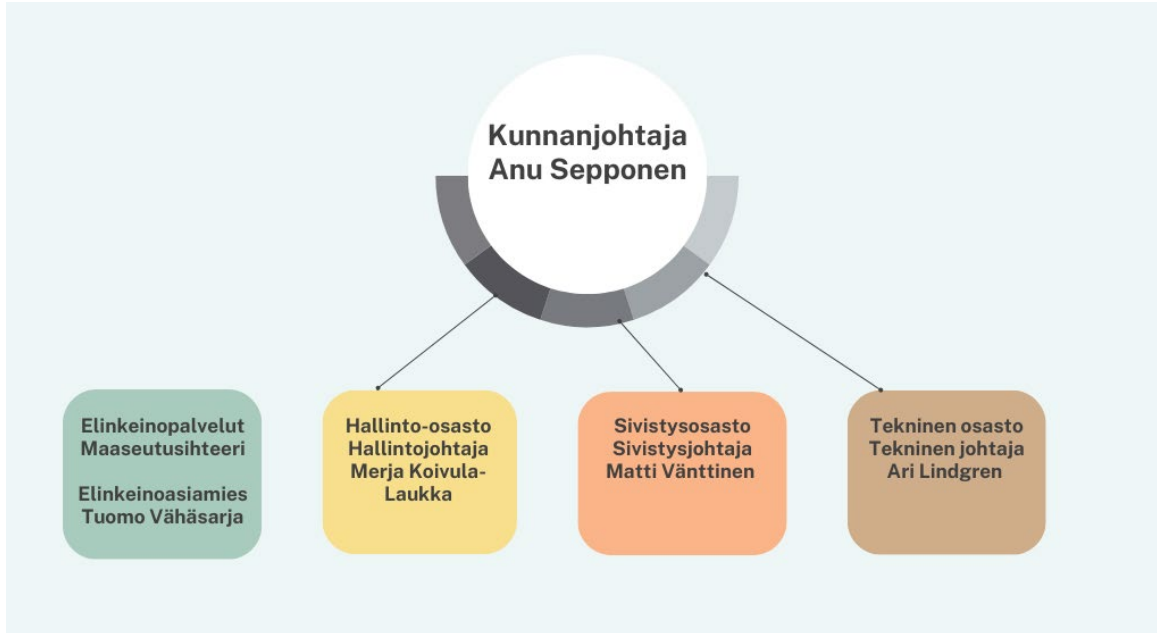 Kunnanjohtaja
Anu Sepponen
Elinkeinopalvelut
Maaseutusihteeri
Elinkeinoasiamies
Tuomo Vähäsarja
Hallinto-osasto
Hallintojohtaja
Merja Koivula-
Laukka
Sivistysosasto
Sivistysjohtaja
Matti Vänttinen
Tekninen osasto
Tekninen johtaja
Ari Lindgren